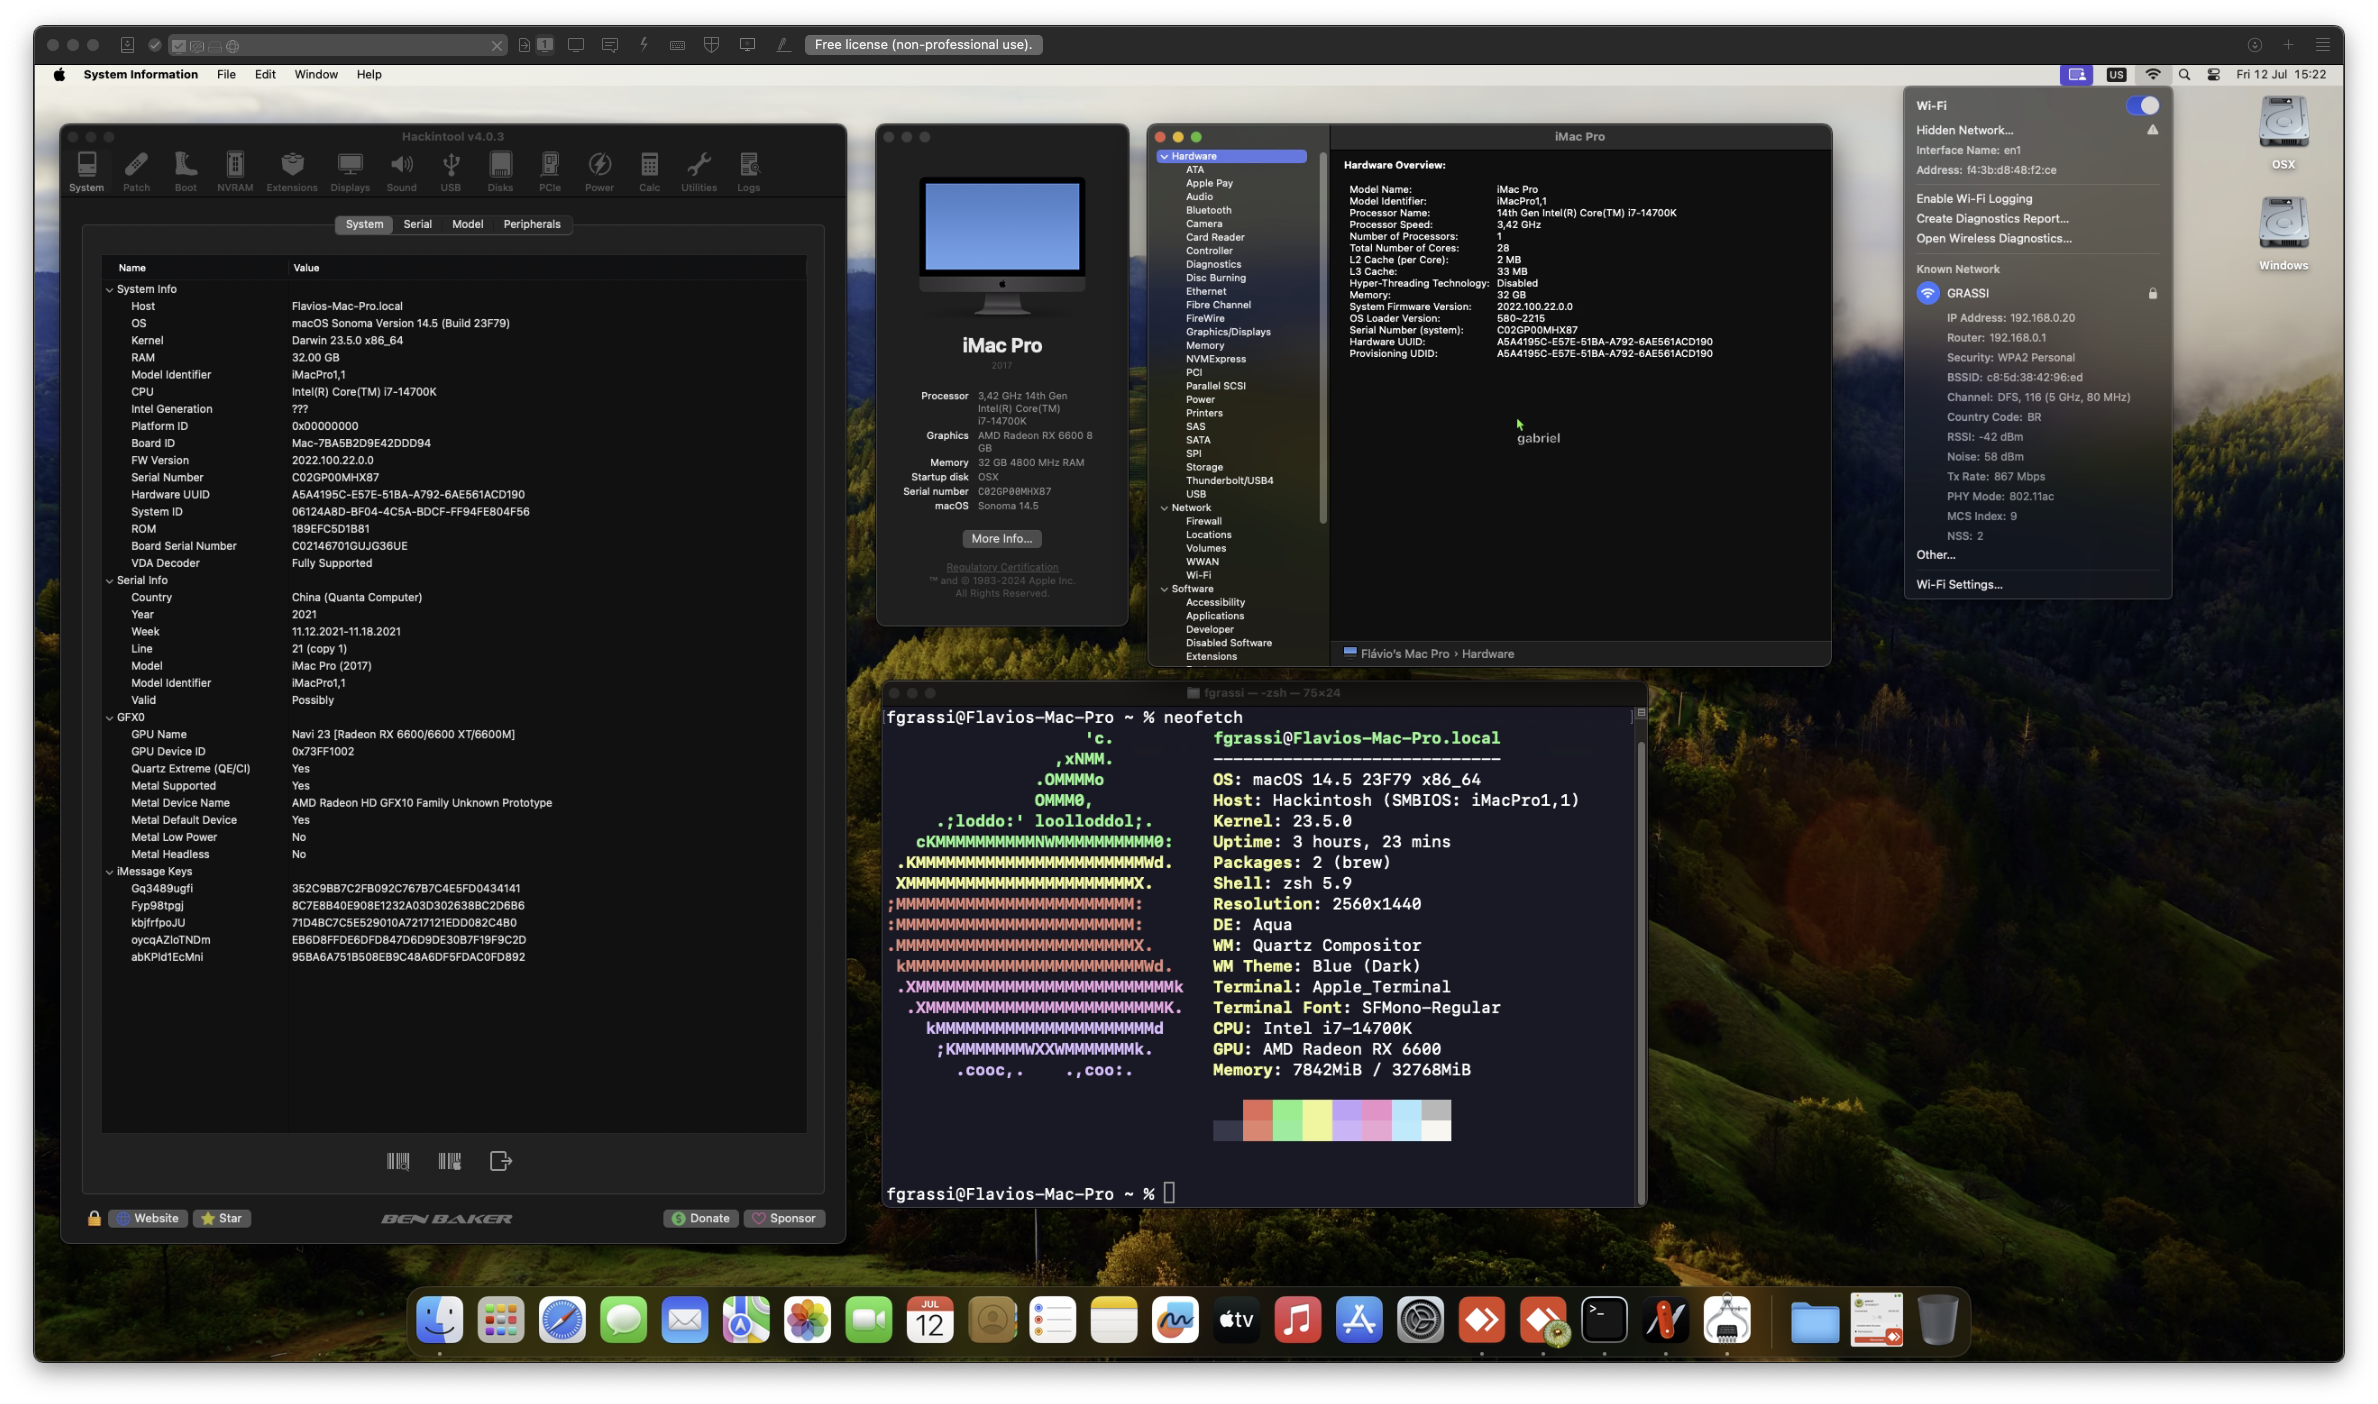 Free license (non-professional use).
System Information File Edit Window Help
US Fri 12 Jul 15:22
Hackintool v4.0.3
System Patch Boot NVRAM Extensions Displays Sound USB Disks PCIe Power Calc Utilities Logs
System Serial Model Peripherals
Name Value
System Info
Host Flavios-Mac-Pro.local
OS macOS Sonoma Version 14.5 (Build 23F79)
Kernel Darwin 23.5.0 x86_64
RAM 32.00 GB
Model Identifier iMacPro1,1
CPU Intel(R) Core(TM) i7-14700K
Intel Generation ???
Platform ID 0x00000000
Board ID Mac-7BA5B2D9E42DDD94
FW Version 2022.100.22.0.0
Serial Number C02GP00MHX87
Hardware UUID A5A4195C-E57E-51BA-A792-6AE561ACD190
System ID 06124A8D-BF04-4C5A-BDCF-FF94FE804F56
ROM 189EFC5D1B81
Board Serial Number C02146701GUJG36UE
VDA Decoder Fully Supported
Serial Info
Country China (Quanta Computer)
Year 2021
Week 11.12.2021-11.18.2021
Line 21 (copy 1)
Model iMac Pro (2017)
Model Identifier iMacPro1,1
Valid Possibly
GFX0
GPU Name Navi 23 [Radeon RX 6600/6600 XT/6600M]
GPU Device ID 0x73FF1002
Quartz Extreme (QE/CI) Yes
Metal Supported Yes
Metal Device Name AMD Radeon HD GFX10 Family Unknown Prototype
Metal Default Device Yes
Metal Low Power No
Metal Headless No
iMessage Keys
Gq3489ugfi 352C9BB7C2FB092C767B7C4E5FD0434141
Fyp98tpgj 8C7E8B40E908E1232A03D302638BC2D6B6
kbjfrfpoJU 71D4BC7C5E529010A7217121EDD082C4B0
oycqAZloTNDm EB6D8FFDE6DFD847D6D9DE30B7F19F9C2D
abKPld1EcMni 95BA6A751B508EB9C48A6DF5FDAC0FD892
Website Star BEN BAKER Donate Sponsor
iMac Pro
2017
Processor 3,42 GHz 14th Gen
Intel(R) Core(TM)
i7-14700K
Graphics AMD Radeon RX 6600 8
GB
Memory 32 GB 4800 MHz RAM
Startup disk OSX
Serial number C02GP00MHX87
macOS Sonoma 14.5
More Info...
Regulatory Certification
™ and © 1983-2024 Apple Inc.
All Rights Reserved.
iMac Pro
Hardware
ATA
Apple Pay
Audio
Bluetooth
Camera
Card Reader
Controller
Diagnostics
Disc Burning
Ethernet
Fibre Channel
FireWire
Graphics/Displays
Memory
NVMExpress
PCI
Parallel SCSI
Power
Printers
SAS
SATA
SPI
Storage
Thunderbolt/USB4
USB
Network
Firewall
Locations
Volumes
WWAN
Wi-Fi
Software
Accessibility
Applications
Developer
Disabled Software
Extensions
Hardware Overview:
Model Name: iMac Pro
Model Identifier: iMacPro1,1
Processor Name: 14th Gen Intel(R) Core(TM) i7-14700K
Processor Speed: 3,42 GHz
Number of Processors: 1
Total Number of Cores: 28
L2 Cache (per Core): 2 MB
L3 Cache: 33 MB
Hyper-Threading Technology: Disabled
Memory: 32 GB
System Firmware Version: 2022.100.22.0.0
OS Loader Version: 580~2215
Serial Number (system): C02GP00MHX87
Hardware UUID: A5A4195C-E57E-51BA-A792-6AE561ACD190
Provisioning UDID: A5A4195C-E57E-51BA-A792-6AE561ACD190
gabriel
Flávio's Mac Pro › Hardware
Wi-Fi
Hidden Network...
Interface Name: en1
Address: f4:3b:d8:48:f2:ce
Enable Wi-Fi Logging
Create Diagnostics Report...
Open Wireless Diagnostics...
Known Network
GRASSI
IP Address: 192.168.0.20
Router: 192.168.0.1
Security: WPA2 Personal
BSSID: c8:5d:38:42:96:ed
Channel: DFS, 116 (5 GHz, 80 MHz)
Country Code: BR
RSSI: -42 dBm
Noise: 58 dBm
Tx Rate: 867 Mbps
PHY Mode: 802.11ac
MCS Index: 9
NSS: 2
Other...
Wi-Fi Settings...
OSX
Windows
fgrassi — -zsh — 75×24
fgrassi@Flavios-Mac-Pro ~ % neofetch
'c. fgrassi@Flavios-Mac-Pro.local
,xNMM. -----------------------------
.OMMMMo OS: macOS 14.5 23F79 x86_64
OMMM0, Host: Hackintosh (SMBIOS: iMacPro1,1)
.;loddo:' loolloddol;. Kernel: 23.5.0
cKMMMMMMMMMMNWMMMMMMMMMM0: Uptime: 3 hours, 23 mins
.KMMMMMMMMMMMMMMMMMMMMMMMWd. Packages: 2 (brew)
XMMMMMMMMMMMMMMMMMMMMMMMX. Shell: zsh 5.9
;MMMMMMMMMMMMMMMMMMMMMMMM: Resolution: 2560x1440
:MMMMMMMMMMMMMMMMMMMMMMMM: DE: Aqua
.MMMMMMMMMMMMMMMMMMMMMMMMX. WM: Quartz Compositor
kMMMMMMMMMMMMMMMMMMMMMMMMWd. WM Theme: Blue (Dark)
.XMMMMMMMMMMMMMMMMMMMMMMMMMMk Terminal: Apple_Terminal
.XMMMMMMMMMMMMMMMMMMMMMMMMK. Terminal Font: SFMono-Regular
kMMMMMMMMMMMMMMMMMMMMMMd CPU: Intel i7-14700K
;KMMMMMMMWXXWMMMMMMMk. GPU: AMD Radeon RX 6600
.cooc,. .,coo:. Memory: 7842MiB / 32768MiB
fgrassi@Flavios-Mac-Pro ~ %
JUL
12
tv